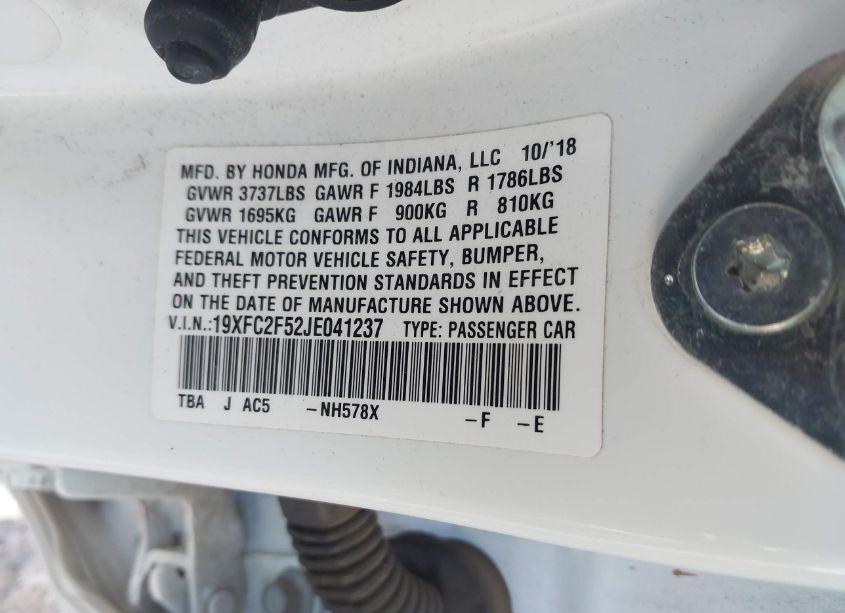 MFD. BY HONDA MFG. OF INDIANA, LLC 10/'18
GVWR 3737LBS GAWR F 1984LBS R 1786LBS
GVWR 1695KG GAWR F 900KG R 810KG
THIS VEHICLE CONFORMS TO ALL APPLICABLE
FEDERAL MOTOR VEHICLE SAFETY, BUMPER,
AND THEFT PREVENTION STANDARDS IN EFFECT
ON THE DATE OF MANUFACTURE SHOWN ABOVE.
V.I.N.:19XFC2F52JE041237 TYPE: PASSENGER CAR
TBA J AC5 -NH578X -F -E